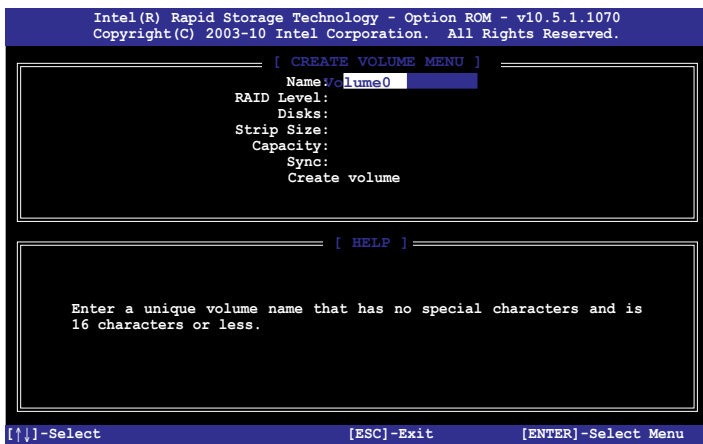 Intel(R) Rapid Storage Technology - Option ROM - v10.5.1.1070
Copyright(C) 2003-10 Intel Corporation.  All Rights Reserved.
[ CREATE VOLUME MENU ]
Name: Volume0
RAID Level:
Disks:
Strip Size:
Capacity:
Sync:
Create volume
[ HELP ]
Enter a unique volume name that has no special characters and is
16 characters or less.
[↑↓]-Select [ESC]-Exit [ENTER]-Select Menu